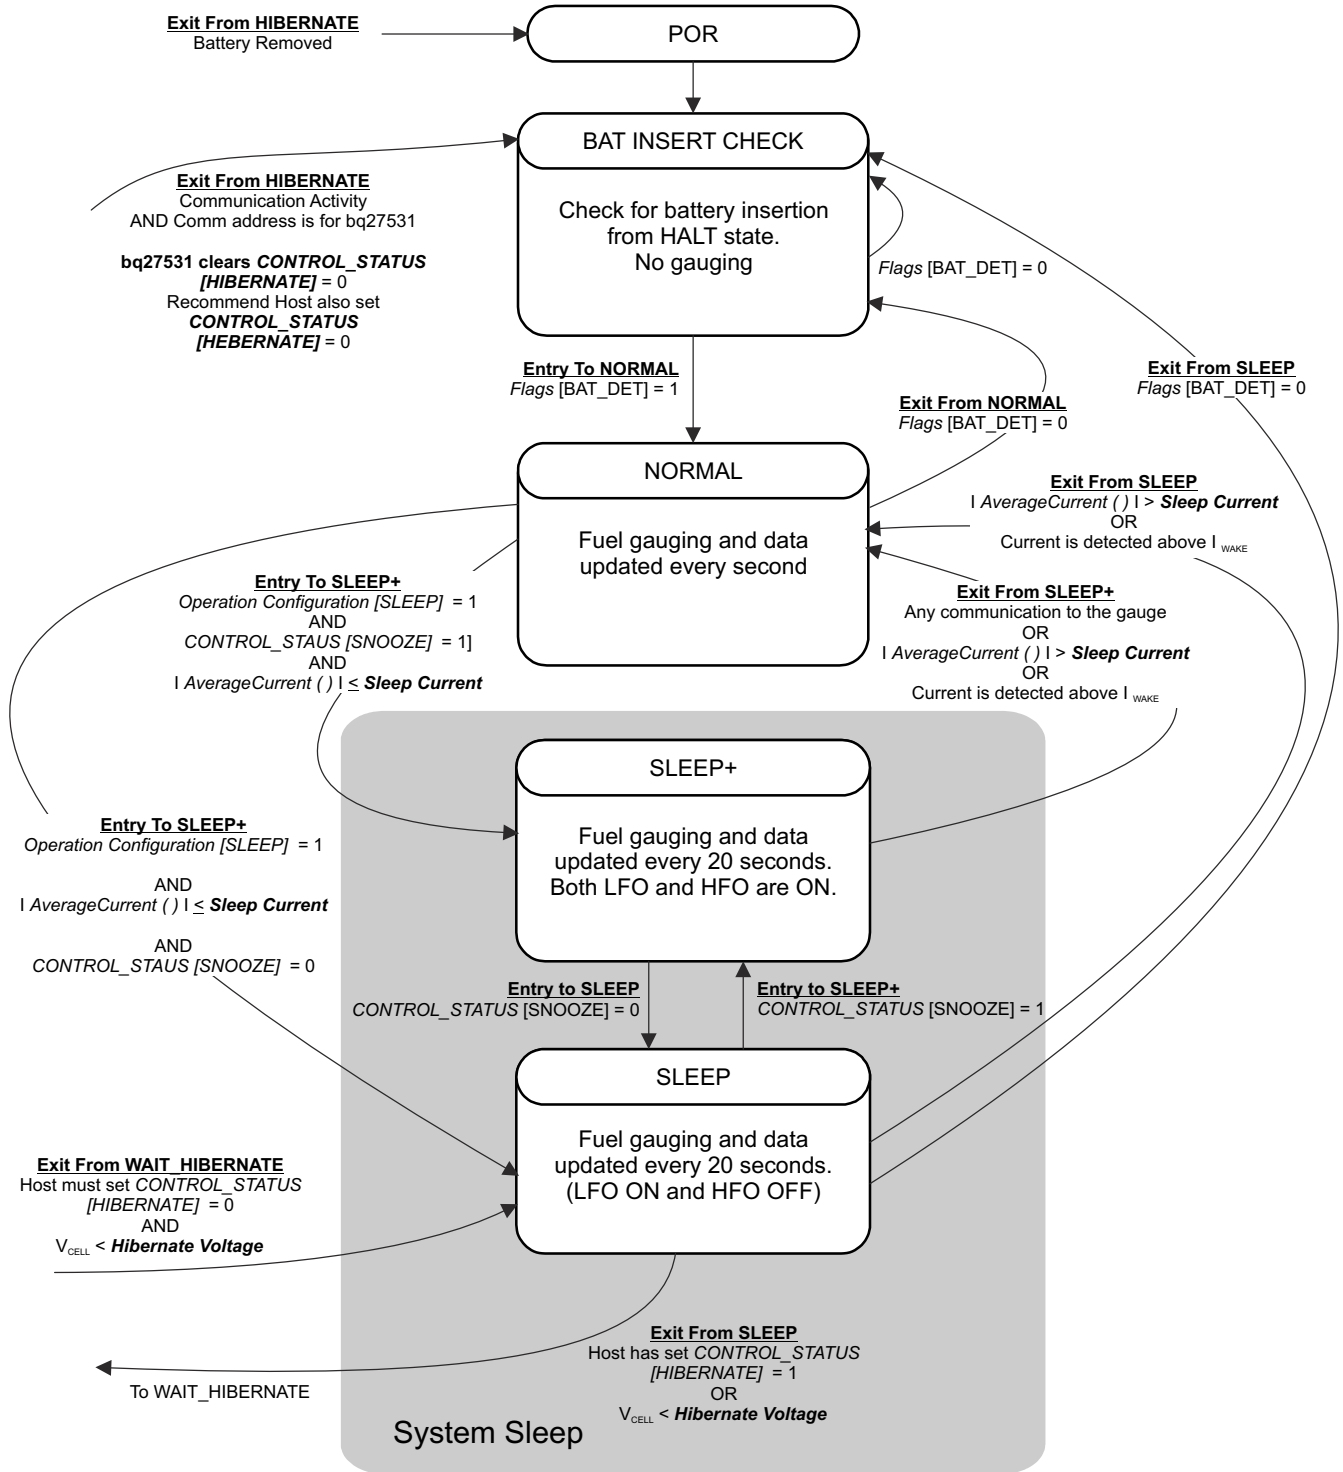 Exit From HIBERNATE
Battery Removed
POR
BAT INSERT CHECK
Check for battery insertion
from HALT state.
No gauging
Exit From HIBERNATE
Communication Activity
AND Comm address is for bq27531
bq27531 clears CONTROL_STATUS
[HIBERNATE] = 0
Recommend Host also set
CONTROL_STATUS
[HEBERNATE] = 0
Flags [BAT_DET] = 0
Entry To NORMAL
Flags [BAT_DET] = 1
Exit From NORMAL
Flags [BAT_DET] = 0
Exit From SLEEP
Flags [BAT_DET] = 0
NORMAL
Fuel gauging and data
updated every second
Exit From SLEEP
I AverageCurrent ( ) I > Sleep Current
OR
Current is detected above I WAKE
Entry To SLEEP+
Operation Configuration [SLEEP] = 1
AND
CONTROL_STAUS [SNOOZE] = 1]
AND
I AverageCurrent ( ) I ≤ Sleep Current
Exit From SLEEP+
Any communication to the gauge
OR
I AverageCurrent ( ) I > Sleep Current
OR
Current is detected above I WAKE
SLEEP+
Fuel gauging and data
updated every 20 seconds.
Both LFO and HFO are ON.
Entry To SLEEP+
Operation Configuration [SLEEP] = 1
AND
I AverageCurrent ( ) I ≤ Sleep Current
AND
CONTROL_STAUS [SNOOZE] = 0
Entry to SLEEP
CONTROL_STATUS [SNOOZE] = 0
Entry to SLEEP+
CONTROL_STATUS [SNOOZE] = 1
SLEEP
Fuel gauging and data
updated every 20 seconds.
(LFO ON and HFO OFF)
Exit From WAIT_HIBERNATE
Host must set CONTROL_STATUS
[HIBERNATE] = 0
AND
VCELL < Hibernate Voltage
Exit From SLEEP
Host has set CONTROL_STATUS
[HIBERNATE] = 1
OR
VCELL < Hibernate Voltage
To WAIT_HIBERNATE
System Sleep